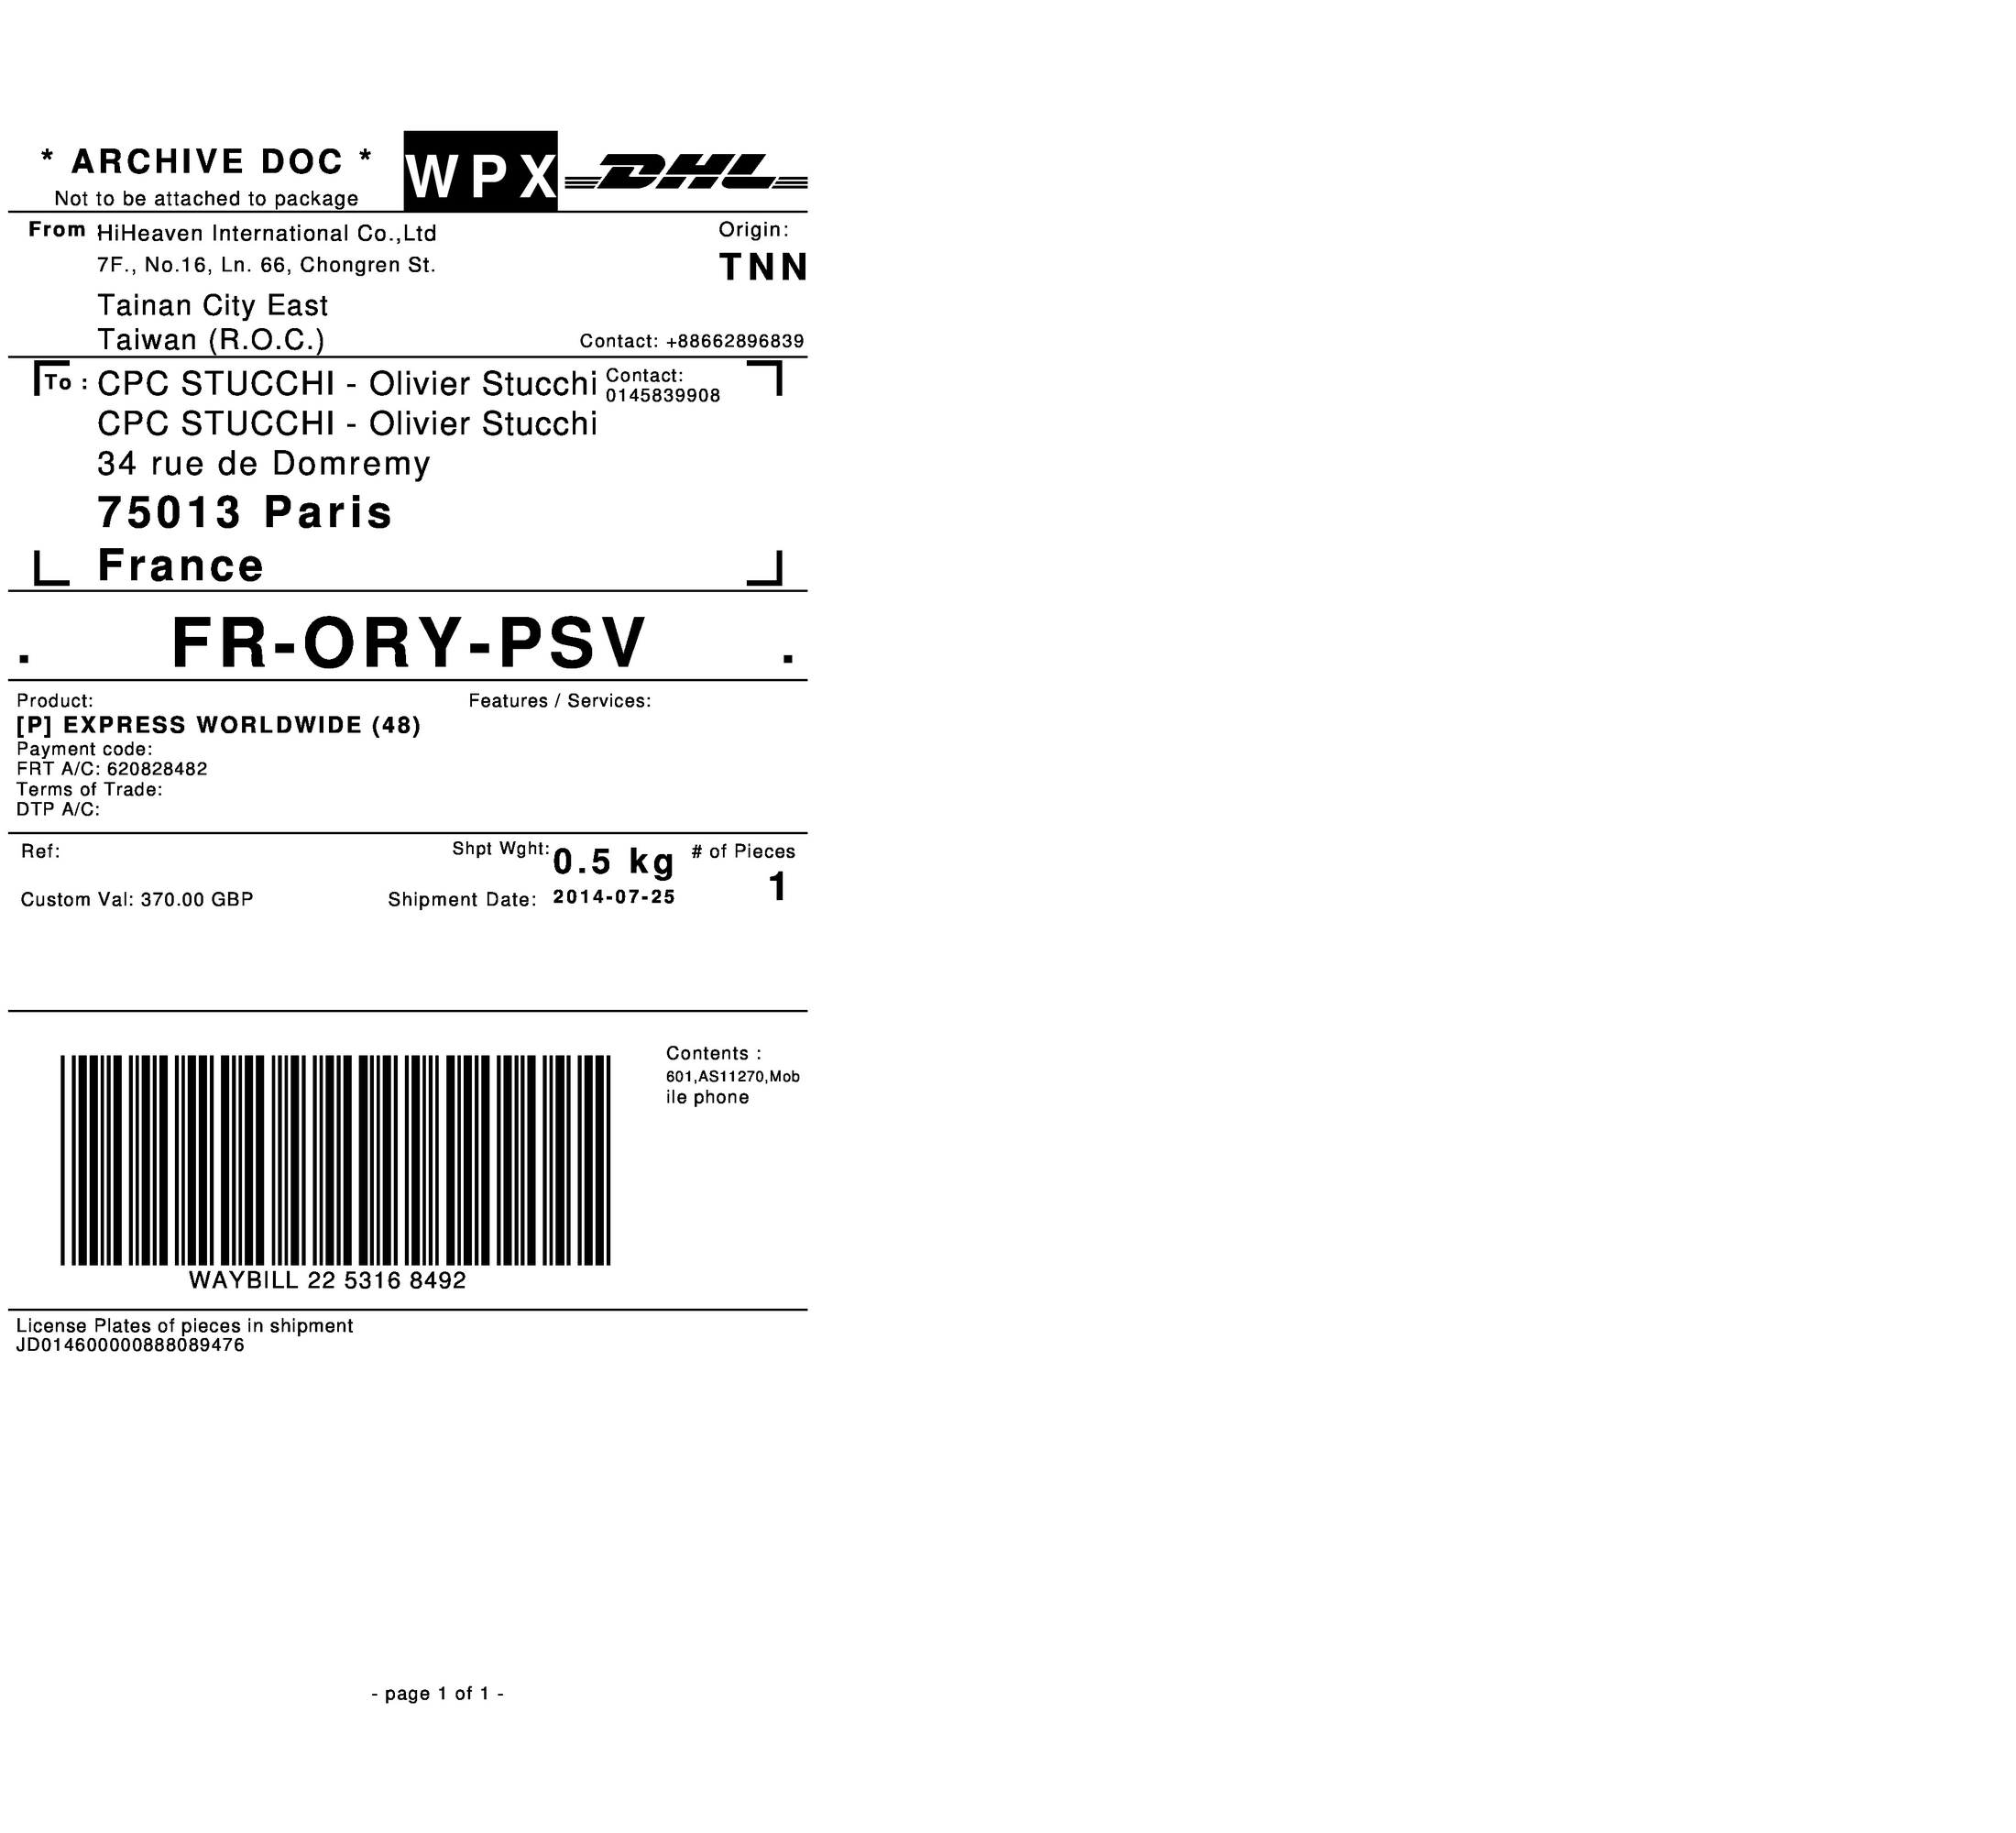 * ARCHIVE DOC *
Not to be attached to package
WPX
DHL
From :
HiHeaven International Co.,Ltd
7F., No.16, Ln. 66, Chongren St.
Tainan City East
Taiwan (R.O.C.)
Origin:
TNN
Contact: +88662896839
To :
CPC STUCCHI - Olivier Stucchi
CPC STUCCHI - Olivier Stucchi
34 rue de Domremy
75013 Paris
France
Contact:
0145839908
. FR-ORY-PSV .
Product:
[P] EXPRESS WORLDWIDE (48)
Payment code:
FRT A/C: 620828482
Terms of Trade:
DTP A/C:
Features / Services:
Ref:
Shpt Wght: 0.5 kg
# of Pieces
1
Custom Val: 370.00 GBP
Shipment Date: 2014-07-25
Contents :
601,AS11270,Mob
ile phone
WAYBILL 22 5316 8492
License Plates of pieces in shipment
JD014600000888089476
- page 1 of 1 -